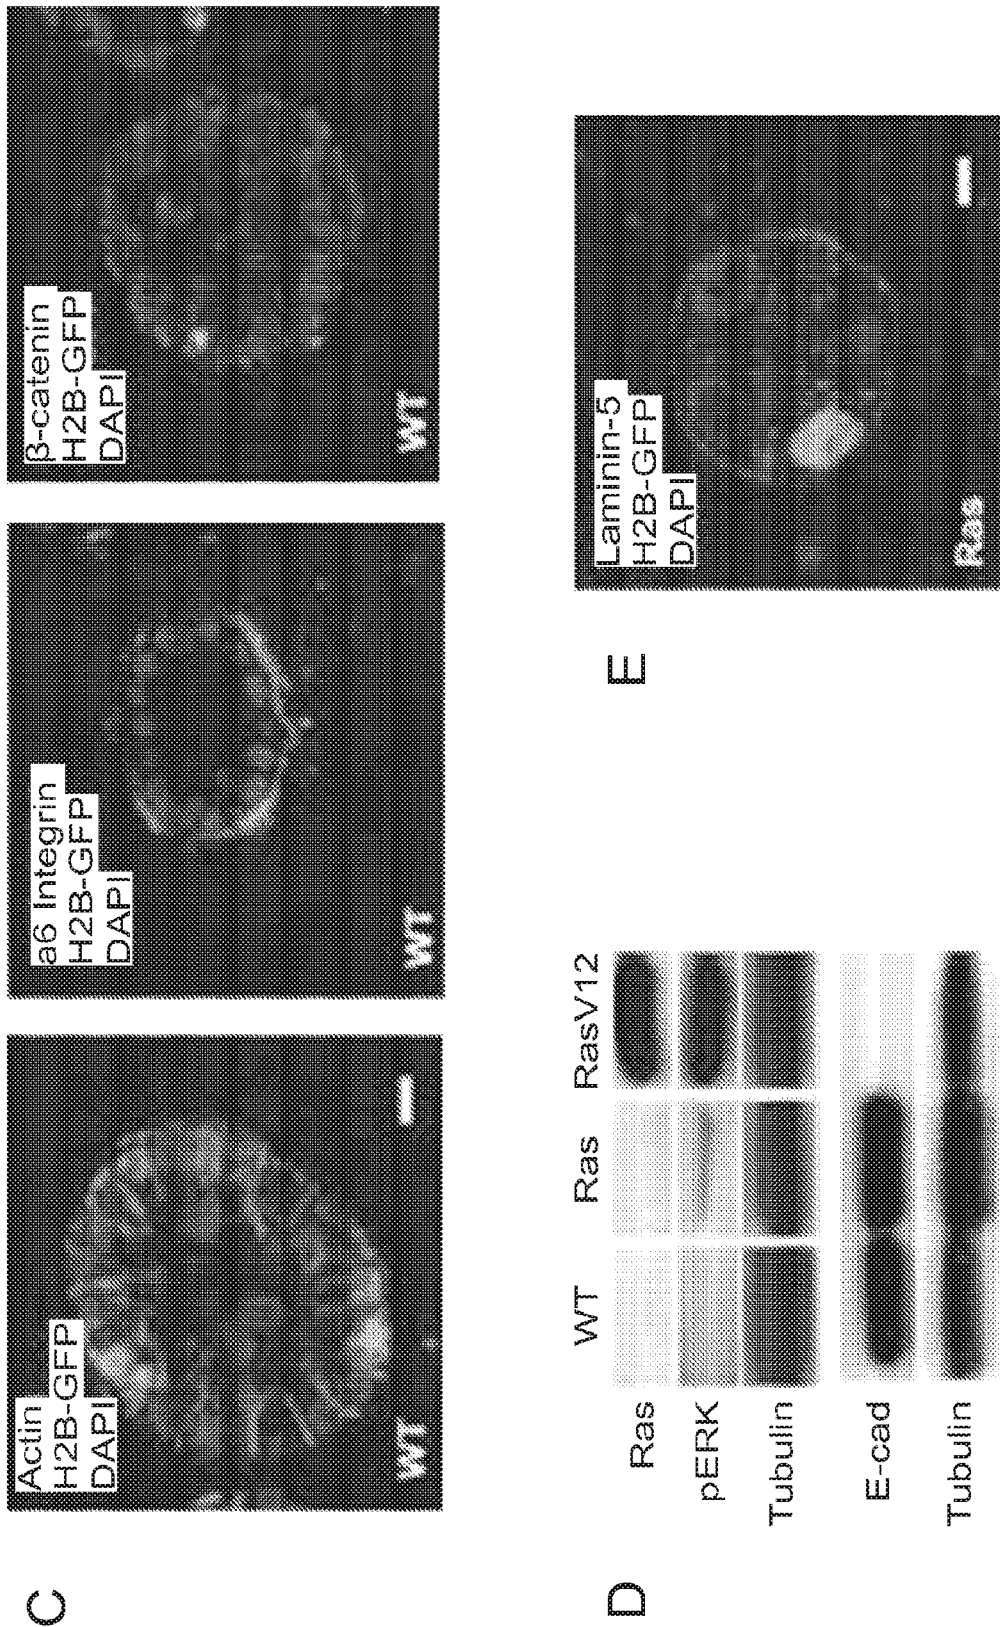 C
Actin
H2B-GFP
DAPI
WT
a6 Integrin
H2B-GFP
DAPI
WT
β-catenin
H2B-GFP
DAPI
WT
D
WT Ras RasV12
Ras
pERK
Tubulin
E-cad
Tubulin
E
Laminin-5
H2B-GFP
DAPI
Ras